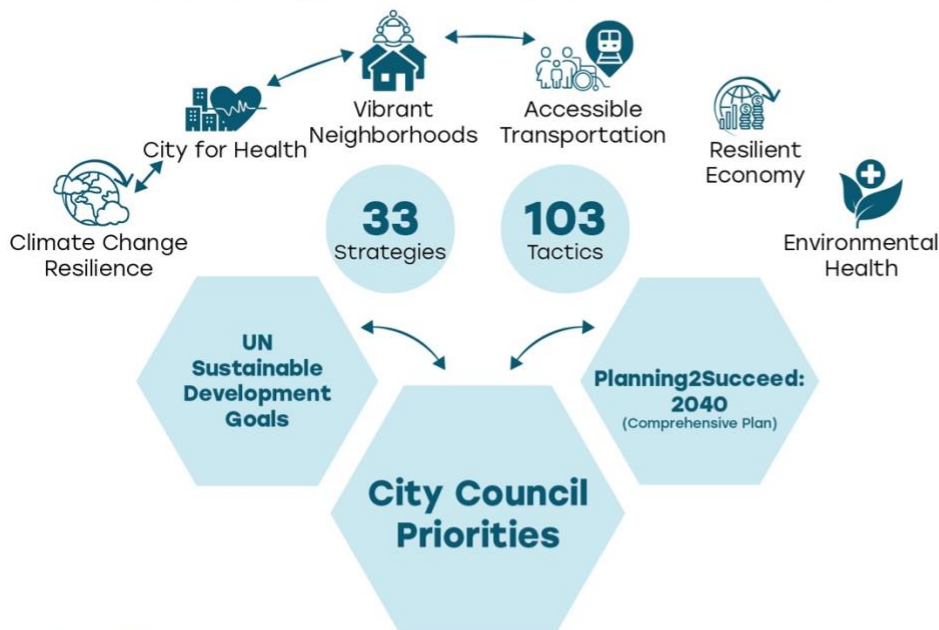 Vibrant
Neighborhoods
Accessible
Transportation
City for Health
Resilient
Economy
Climate Change
Resilience
Environmental
Health
33
Strategies
103
Tactics
UN
Sustainable
Development
Goals
Planning2Succeed:
2040
(Comprehensive Plan)
City Council
Priorities